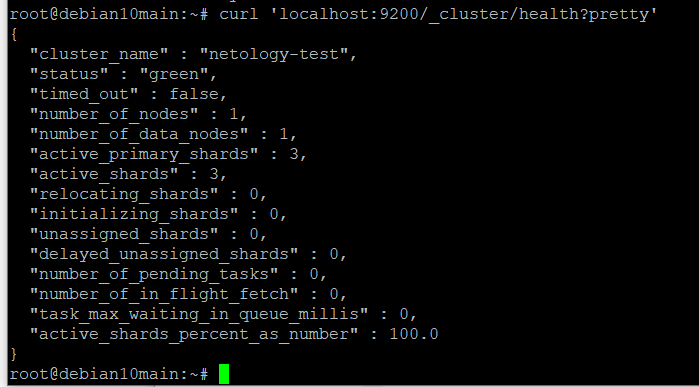 root@debian10main:~# curl 'localhost:9200/_cluster/health?pretty'
{
  "cluster_name" : "netology-test",
  "status" : "green",
  "timed_out" : false,
  "number_of_nodes" : 1,
  "number_of_data_nodes" : 1,
  "active_primary_shards" : 3,
  "active_shards" : 3,
  "relocating_shards" : 0,
  "initializing_shards" : 0,
  "unassigned_shards" : 0,
  "delayed_unassigned_shards" : 0,
  "number_of_pending_tasks" : 0,
  "number_of_in_flight_fetch" : 0,
  "task_max_waiting_in_queue_millis" : 0,
  "active_shards_percent_as_number" : 100.0
}
root@debian10main:~#